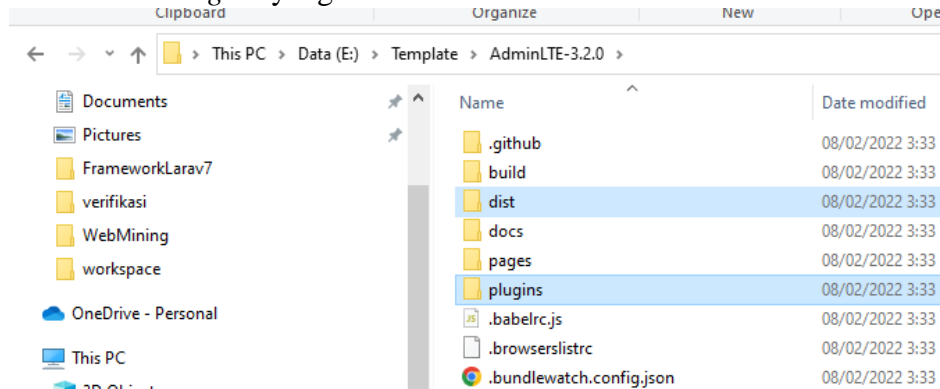 Clipboard Organize New Ope
This PC > Data (E:) > Template > AdminLTE-3.2.0 >
Documents
Pictures
FrameworkLarav7
verifikasi
WebMining
workspace
OneDrive - Personal
This PC
Name Date modified
.github 08/02/2022 3:33
build 08/02/2022 3:33
dist 08/02/2022 3:33
docs 08/02/2022 3:33
pages 08/02/2022 3:33
plugins 08/02/2022 3:33
.babelrc.js 08/02/2022 3:33
.browserslistrc 08/02/2022 3:33
.bundlewatch.config.json 08/02/2022 3:33